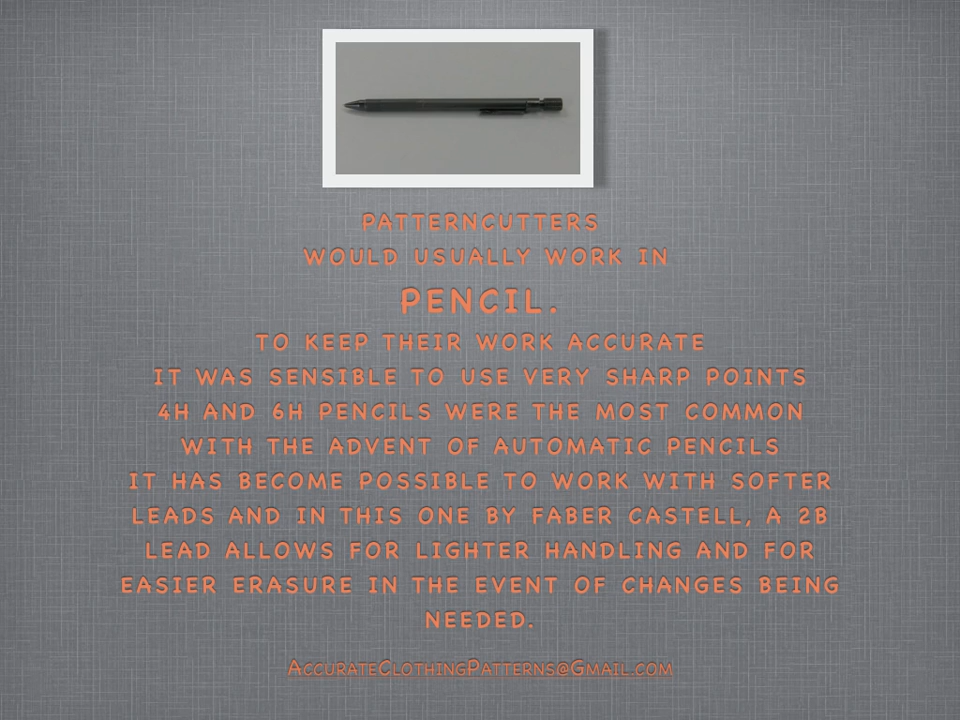 PATTERNCUTTERS
WOULD USUALLY WORK IN
PENCIL.
TO KEEP THEIR WORK ACCURATE
IT WAS SENSIBLE TO USE VERY SHARP POINTS
4H AND 6H PENCILS WERE THE MOST COMMON
WITH THE ADVENT OF AUTOMATIC PENCILS
IT HAS BECOME POSSIBLE TO WORK WITH SOFTER
LEADS AND IN THIS ONE BY FABER CASTELL, A 2B
LEAD ALLOWS FOR LIGHTER HANDLING AND FOR
EASIER ERASURE IN THE EVENT OF CHANGES BEING
NEEDED.
AccurateClothingPatterns@Gmail.com